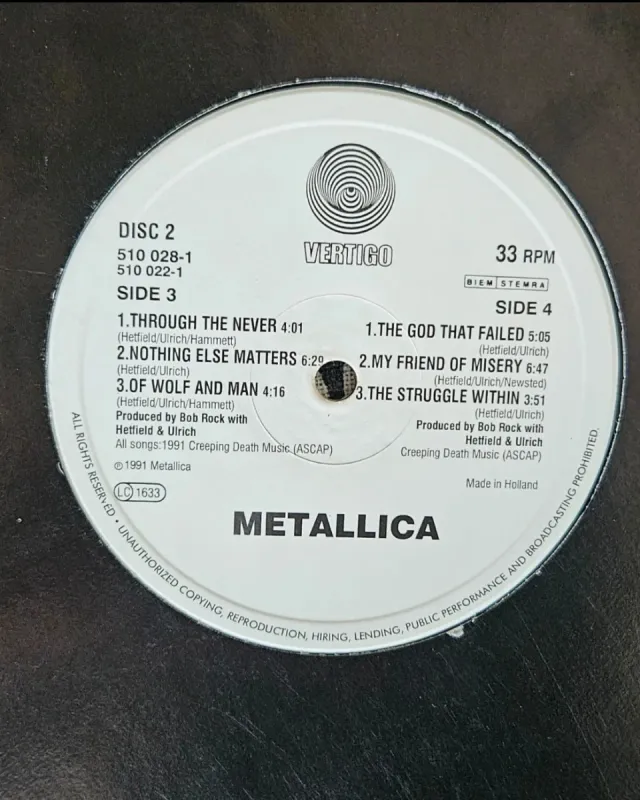 VERTIGO
DISC 2
510 028-1
510 022-1
SIDE 3
1.THROUGH THE NEVER 4:01
(Hetfield/Ulrich/Hammett)
2.NOTHING ELSE MATTERS 6:29
(Hetfield/Ulrich)
3.OF WOLF AND MAN 4:16
(Hetfield/Ulrich/Hammett)
Produced by Bob Rock with
Hetfield & Ulrich
All songs:1991 Creeping Death Music (ASCAP)
℗ 1991 Metallica
LC 1633
33 RPM
BIEM STEMRA
SIDE 4
1.THE GOD THAT FAILED 5:05
(Hetfield/Ulrich)
2.MY FRIEND OF MISERY 6:47
(Hetfield/Ulrich/Newsted)
3.THE STRUGGLE WITHIN 3:51
(Hetfield/Ulrich)
Produced by Bob Rock with
Hetfield & Ulrich
Creeping Death Music (ASCAP)
Made in Holland
METALLICA
ALL RIGHTS RESERVED • UNAUTHORIZED COPYING, REPRODUCTION, HIRING, LENDING, PUBLIC PERFORMANCE AND BROADCASTING PROHIBITED.